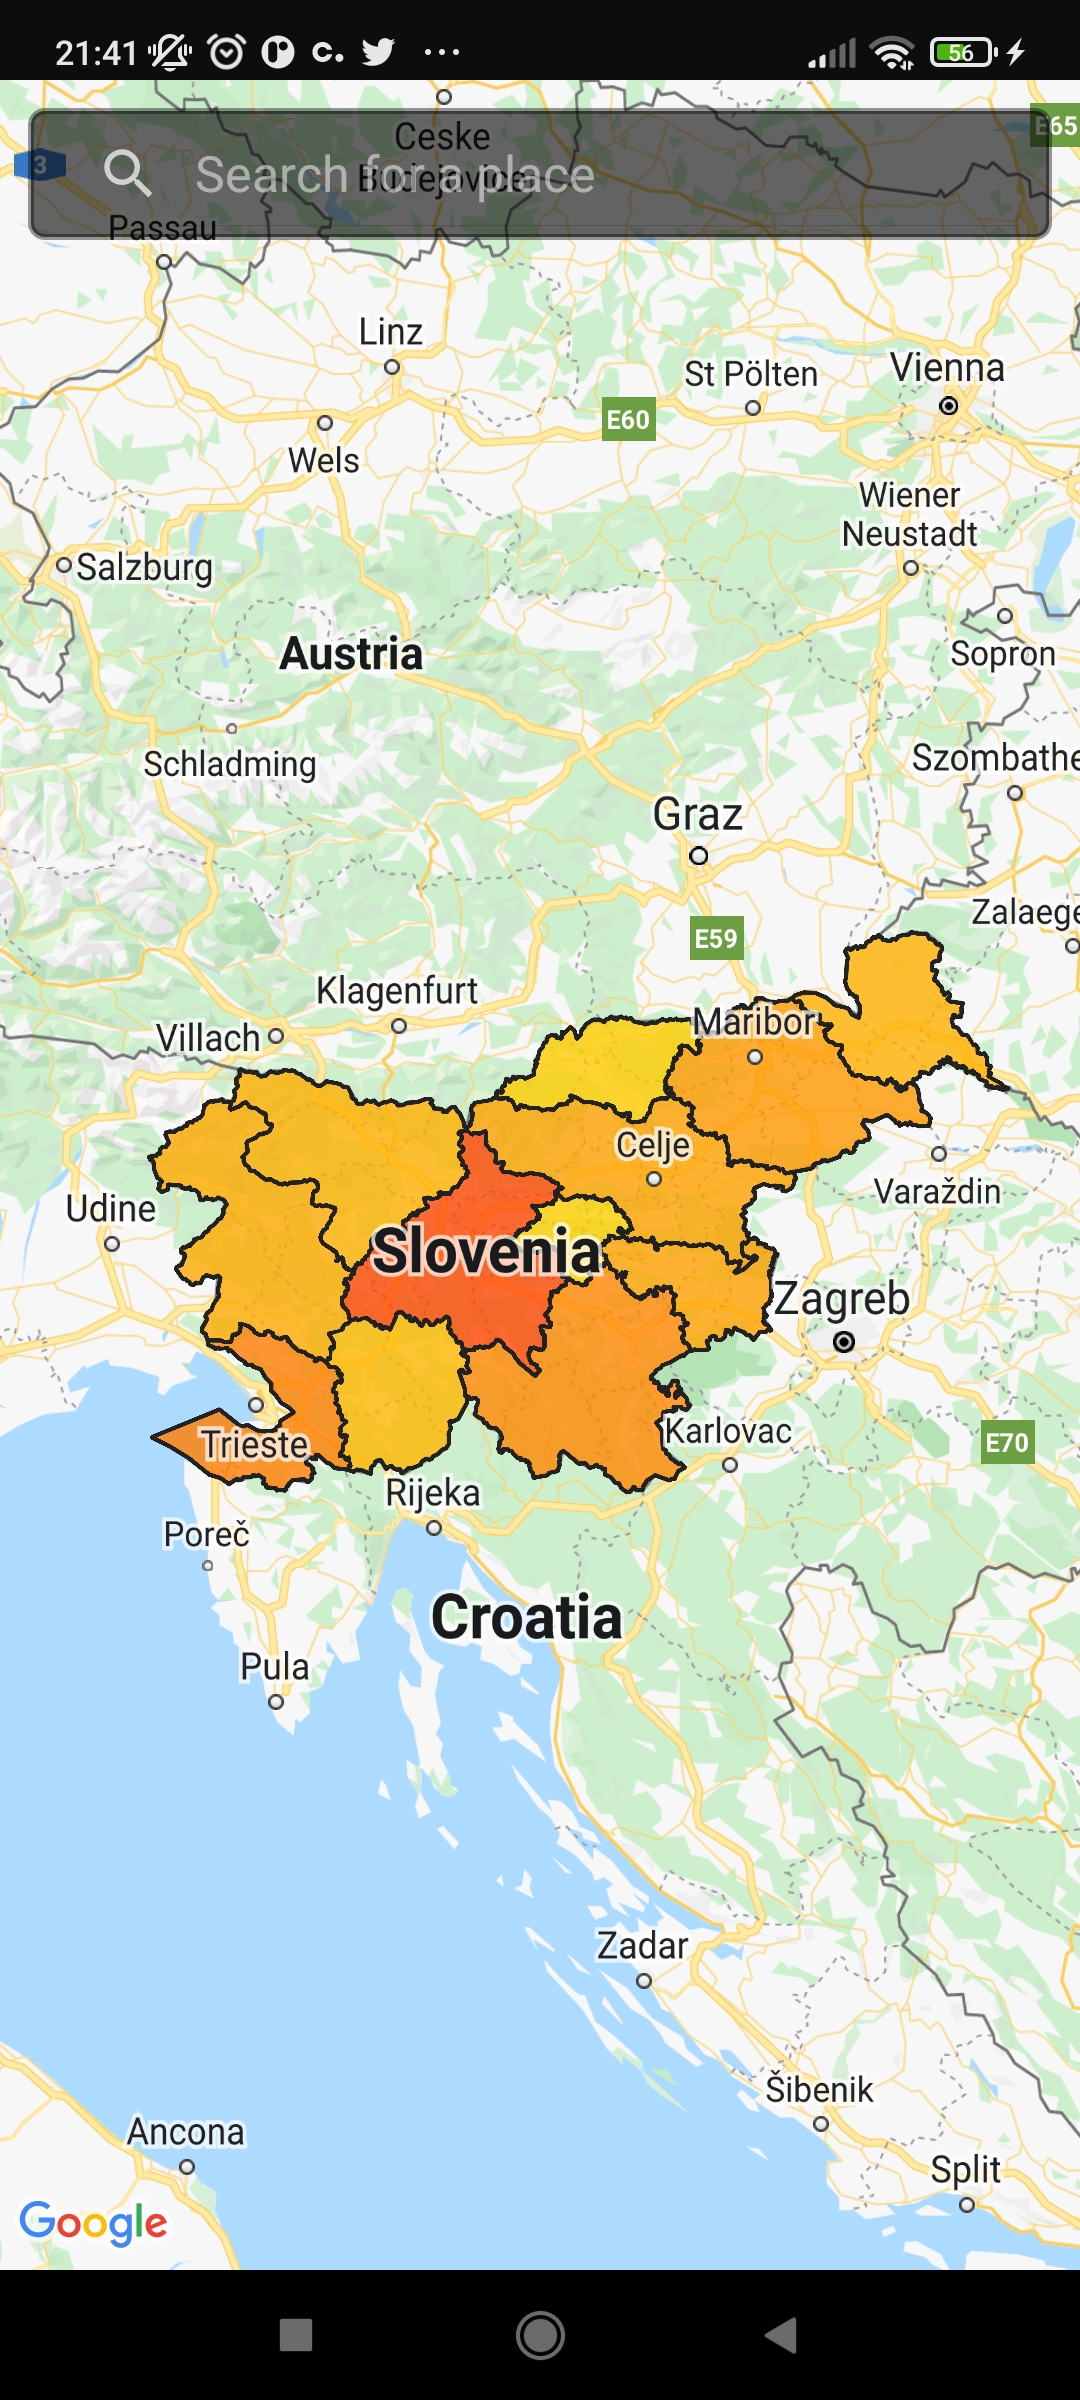 21:41
c.
56
Search for a place
Ceske
Budejovice
E65
3
Passau
Linz
St Pölten
Vienna
E60
Wels
Wiener
Neustadt
Salzburg
Austria
Sopron
Schladming
Szombathe
Graz
Zalaege
E59
Klagenfurt
Maribor
Villach
Celje
Varaždin
Udine
Slovenia
Zagreb
Karlovac
E70
Trieste
Rijeka
Poreč
Croatia
Pula
Zadar
Šibenik
Ancona
Split
Google